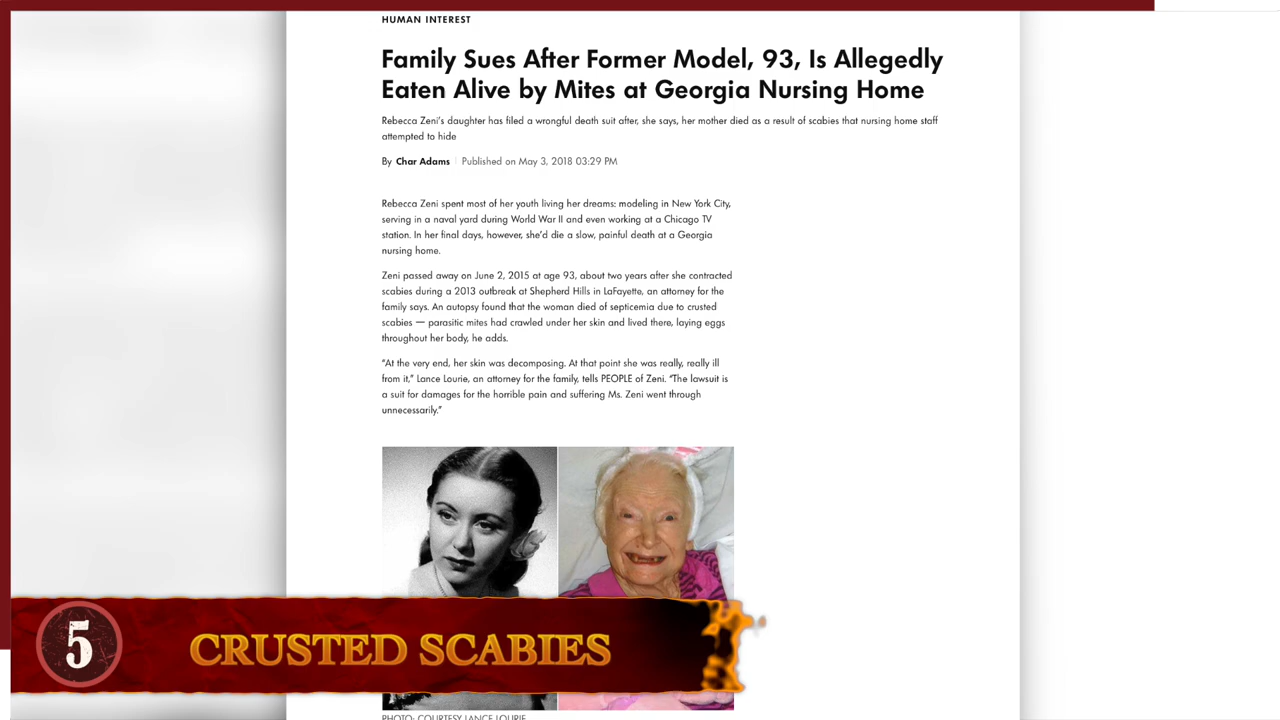 HUMAN INTEREST
Family Sues After Former Model, 93, Is Allegedly
Eaten Alive by Mites at Georgia Nursing Home
Rebecca Zeni's daughter has filed a wrongful death suit after, she says, her mother died as a result of scabies that nursing home staff
attempted to hide
By Char Adams | Published on May 3, 2018 03:29 PM
Rebecca Zeni spent most of her youth living her dreams: modeling in New York City,
serving in a naval yard during World War II and even working at a Chicago TV
station. In her final days, however, she'd die a slow, painful death at a Georgia
nursing home.
Zeni passed away on June 2, 2015 at age 93, about two years after she contracted
scabies during a 2013 outbreak at Shepherd Hills in LaFayette, an attorney for the
family says. An autopsy found that the woman died of septicemia due to crusted
scabies — parasitic mites had crawled under her skin and lived there, laying eggs
throughout her body, he adds.
"At the very end, her skin was decomposing. At that point she was really, really ill
from it," Lance Lourie, an attorney for the family, tells PEOPLE of Zeni. "The lawsuit is
a suit for damages for the horrible pain and suffering Ms. Zeni went through
unnecessarily."
5 CRUSTED SCABIES
PHOTO: COURTESY LANCE LOURIE